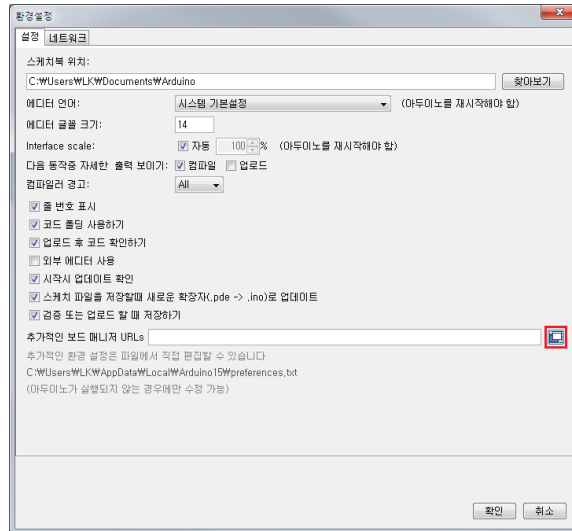 환경설정
설정 네트워크
스케치북 위치:
C:₩Users₩LK₩Documents₩Arduino 찾아보기
에디터 언어: 시스템 기본설정 (아두이노를 재시작해야 함)
에디터 글꼴 크기: 14
Interface scale: 자동 100 % (아두이노를 재시작해야 함)
다음 동작중 자세한 출력 보이기: 컴파일 업로드
컴파일러 경고: All
줄 번호 표시
코드 폴딩 사용하기
업로드 후 코드 확인하기
외부 에디터 사용
시작시 업데이트 확인
스케치 파일을 저장할때 새로운 확장자(.pde -> .ino)로 업데이트
검증 또는 업로드 할 때 저장하기
추가적인 보드 매니저 URLs
추가적인 환경 설정은 파일에서 직접 편집할 수 있습니다
C:₩Users₩LK₩AppData₩Local₩Arduino15₩preferences.txt
(아두이노가 실행되지 않는 경우에만 수정 가능)
확인 취소